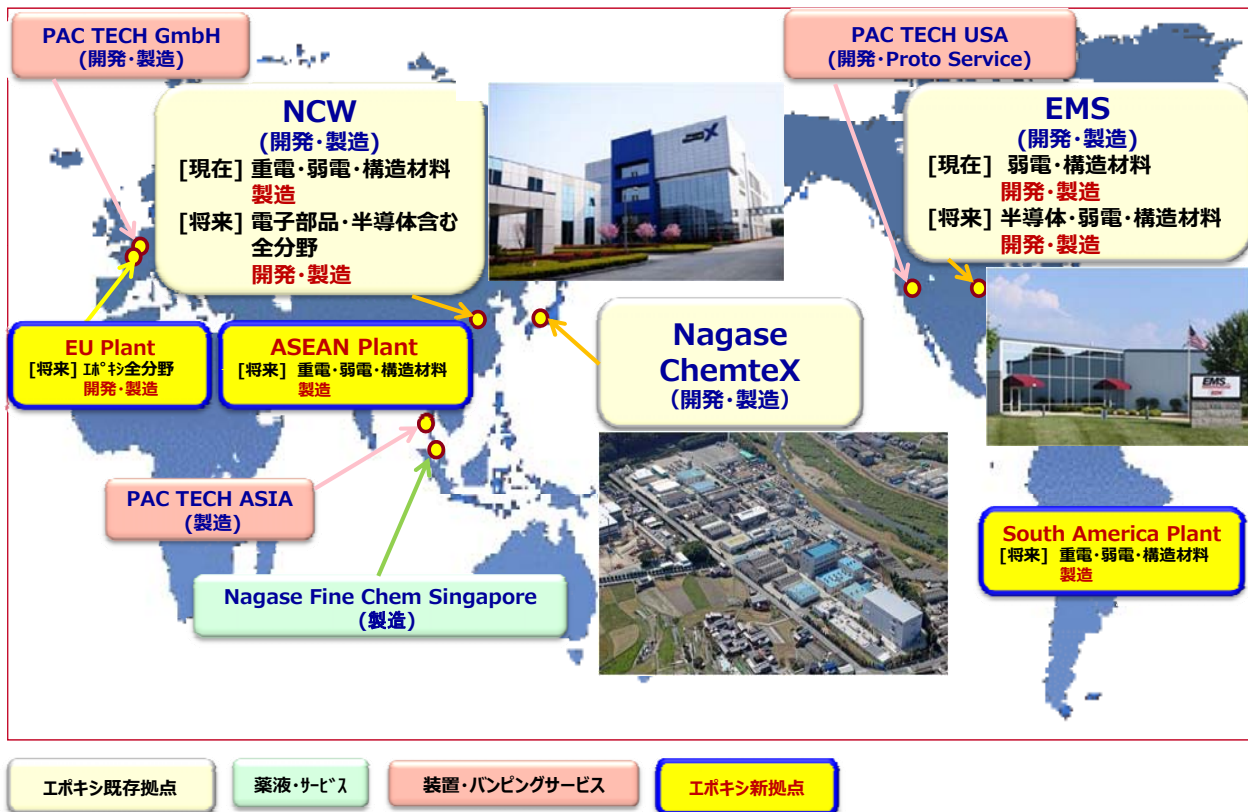 PAC TECH GmbH
(開発・製造)
PAC TECH USA
(開発・Proto Service)
NCW
(開発・製造)
[現在] 重電・弱電・構造材料
製造
[将来] 電子部品・半導体含む
全分野
開発・製造
EMS
(開発・製造)
[現在] 弱電・構造材料
開発・製造
[将来] 半導体・弱電・構造材料
開発・製造
EU Plant
[将来] エポキシ全分野
開発・製造
ASEAN Plant
[将来] 重電・弱電・構造材料
製造
Nagase
ChemteX
(開発・製造)
EMS
PAC TECH ASIA
(製造)
South America Plant
[将来] 重電・弱電・構造材料
製造
Nagase Fine Chem Singapore
(製造)
エポキシ既存拠点
薬液・サービス
装置・バンピングサービス
エポキシ新拠点